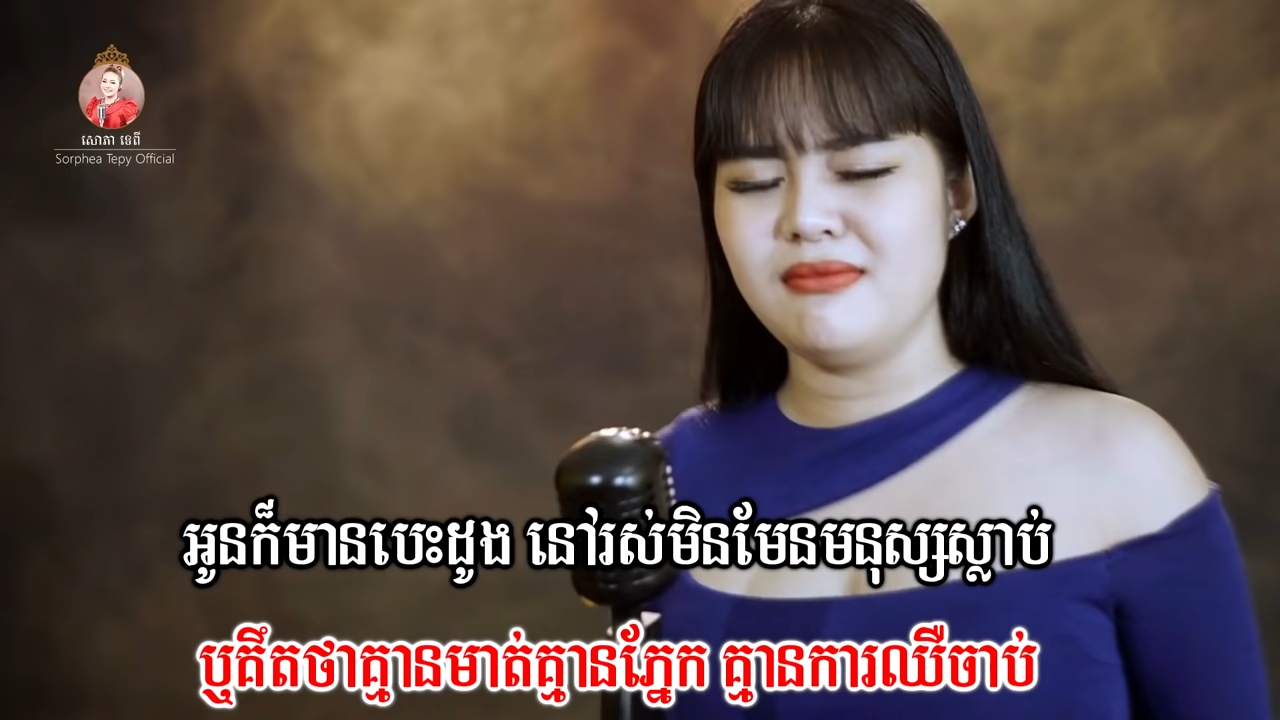 សោភា ទេពី
Sorphea Tepy Official
អូនក៏មានបេះដូង នៅរស់មិនមែនមនុស្សស្លាប់
ឬគឹតថាគ្មានមាត់គ្មានភ្នែក គ្មានការឈឺចាប់